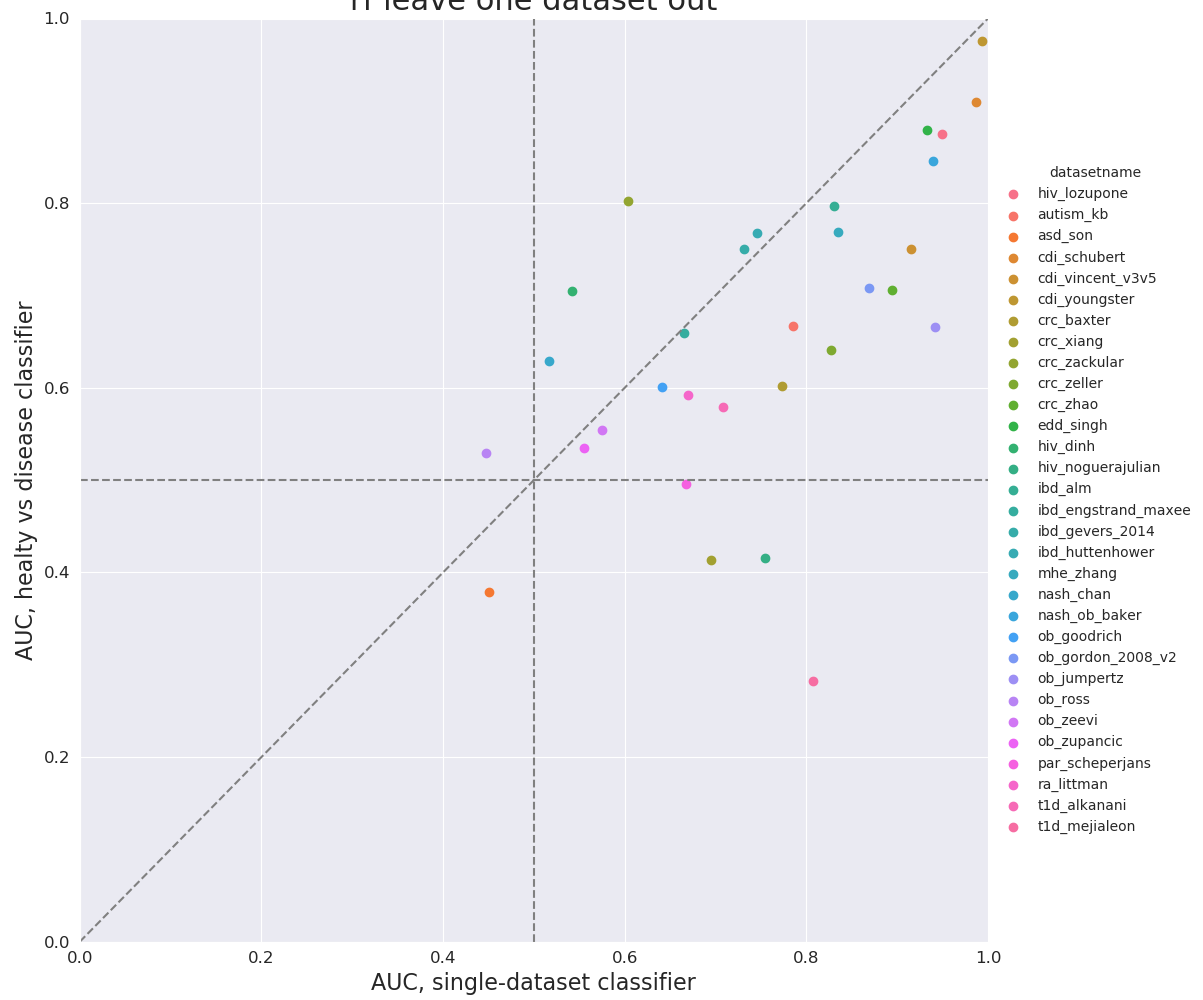 leave one dataset out
1.0
0.8
0.6
0.4
0.2
0.0
0.0 0.2 0.4 0.6 0.8 1.0
AUC, healty vs disease classifier
AUC, single-dataset classifier
datasetname
hiv_lozupone
autism_kb
asd_son
cdi_schubert
cdi_vincent_v3v5
cdi_youngster
crc_baxter
crc_xiang
crc_zackular
crc_zeller
crc_zhao
edd_singh
hiv_dinh
hiv_noguerajulian
ibd_alm
ibd_engstrand_maxee
ibd_gevers_2014
ibd_huttenhower
mhe_zhang
nash_chan
nash_ob_baker
ob_goodrich
ob_gordon_2008_v2
ob_jumpertz
ob_ross
ob_zeevi
ob_zupancic
par_scheperjans
ra_littman
t1d_alkanani
t1d_mejialeon